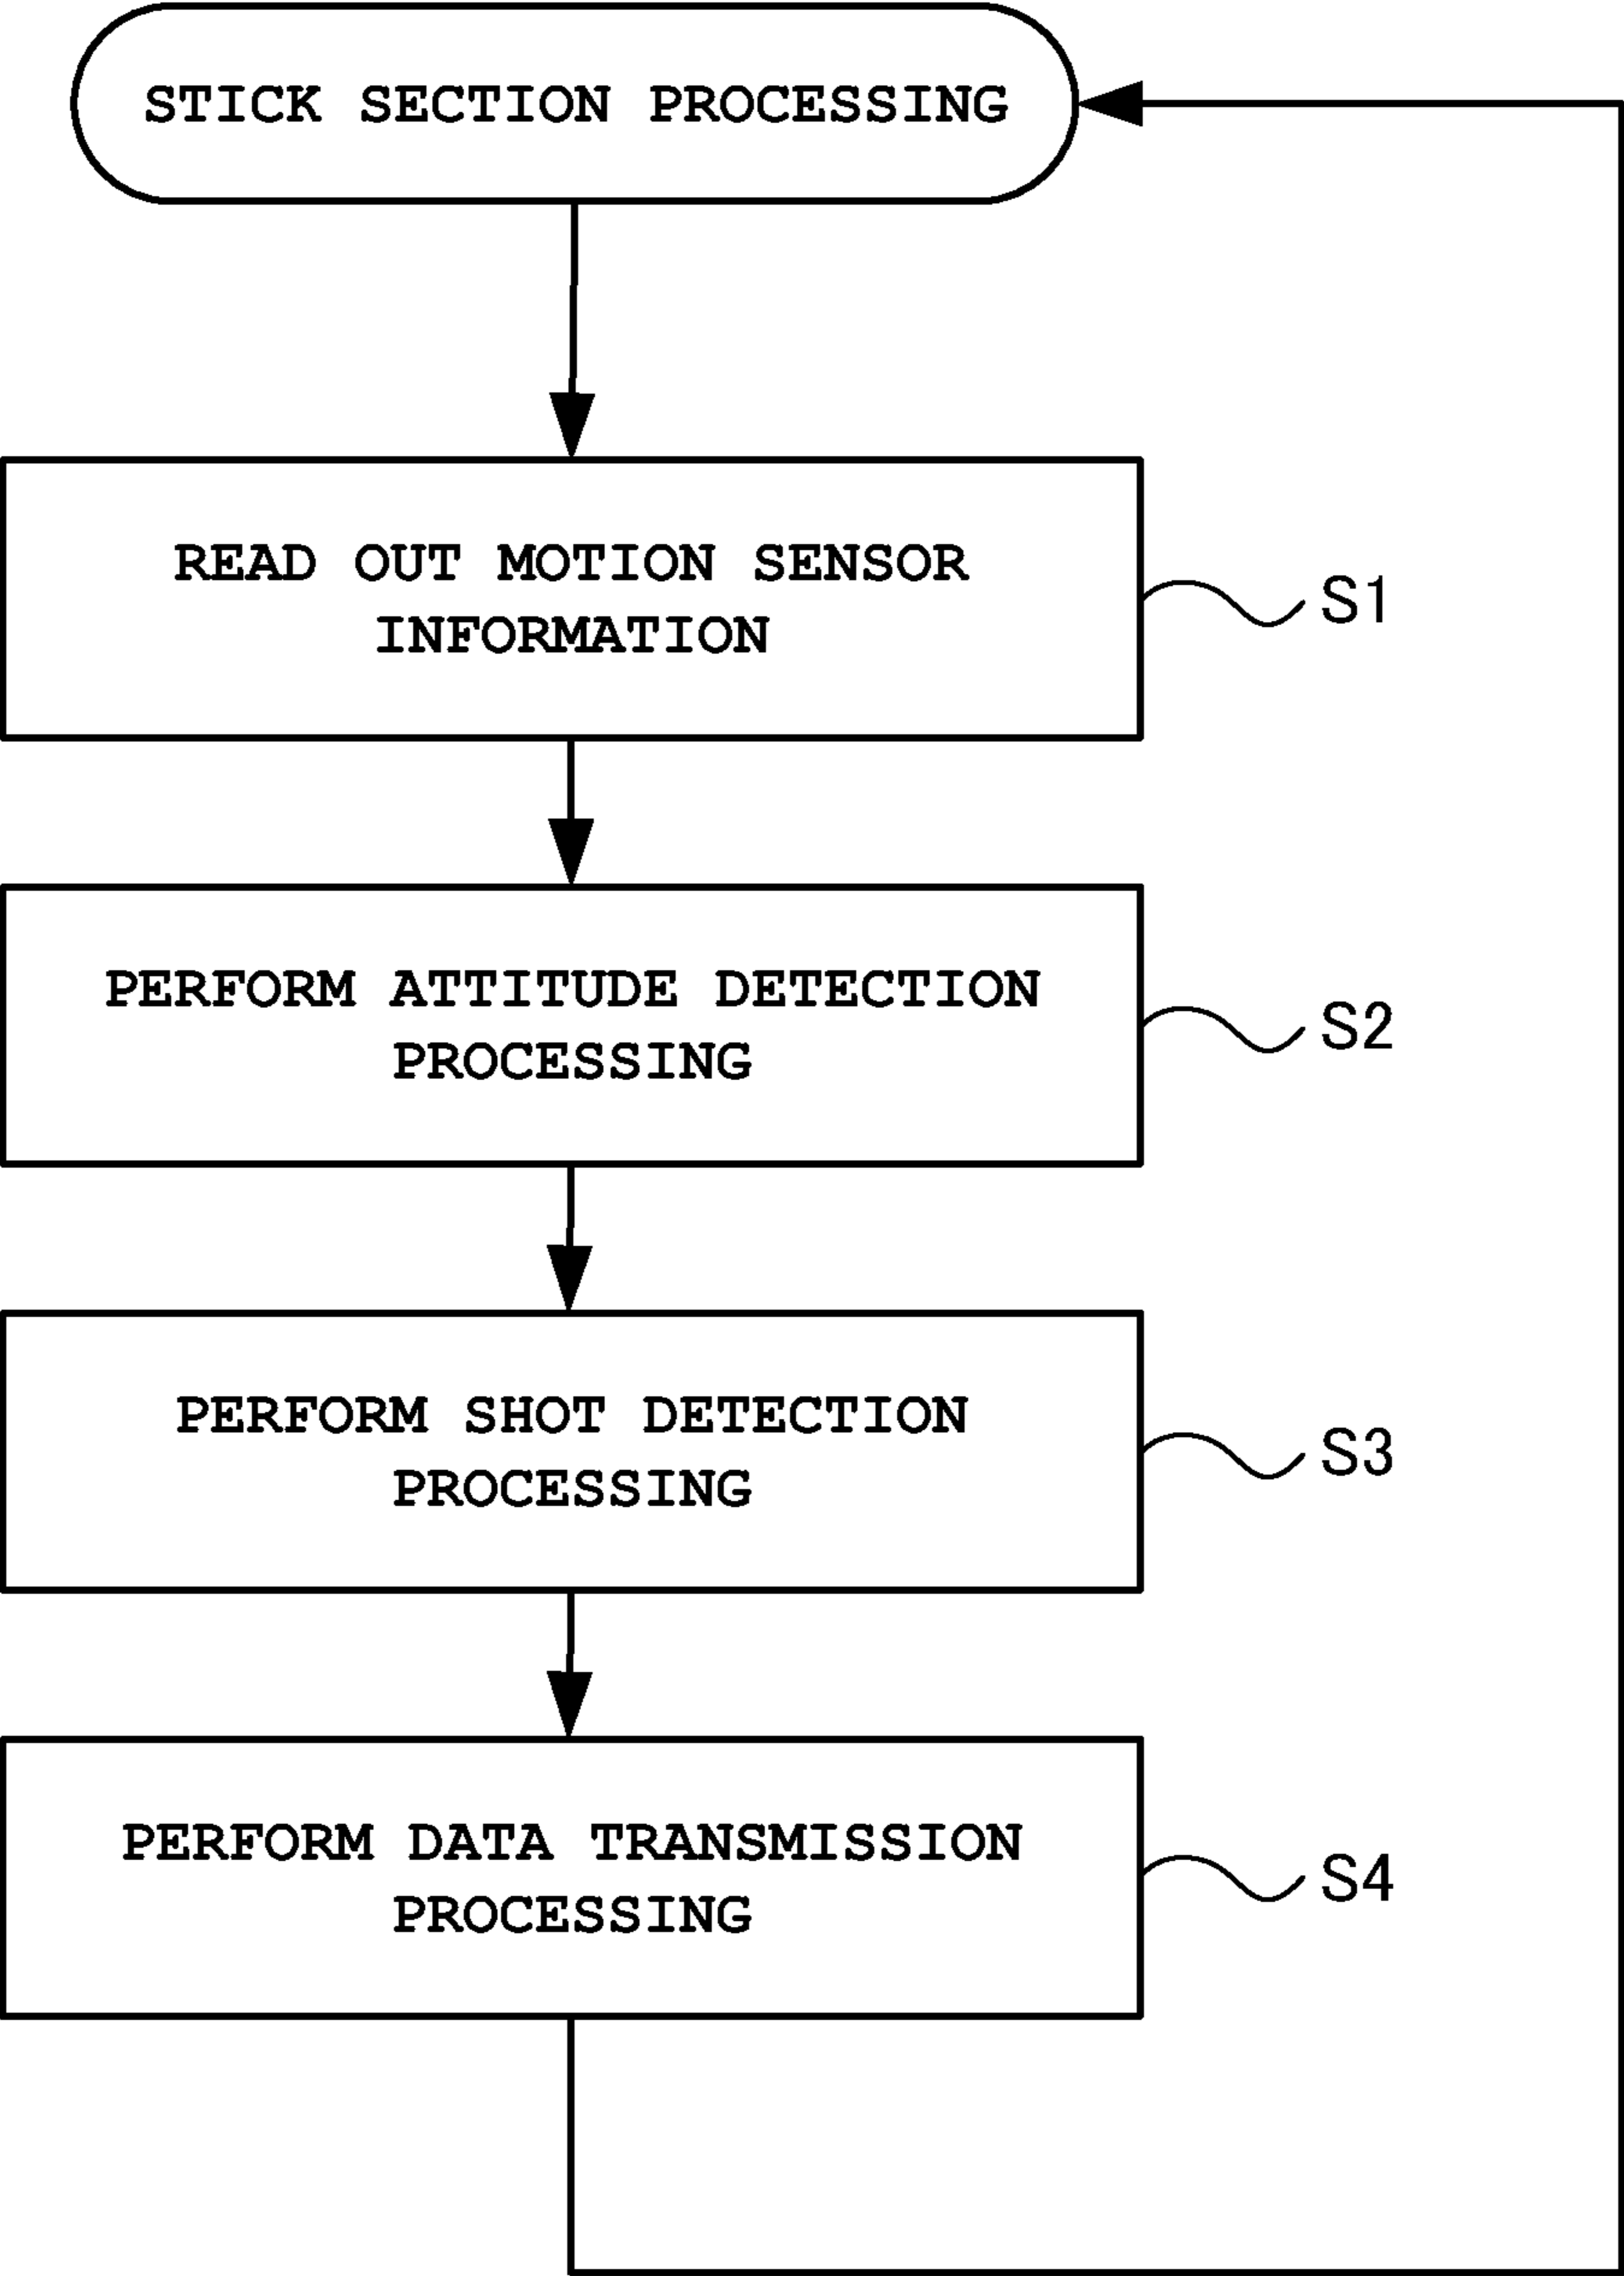 STICK SECTION PROCESSING
READ OUT MOTION SENSOR
INFORMATION
S1
PERFORM ATTITUDE DETECTION
PROCESSING
S2
PERFORM SHOT DETECTION
PROCESSING
S3
PERFORM DATA TRANSMISSION
PROCESSING
S4